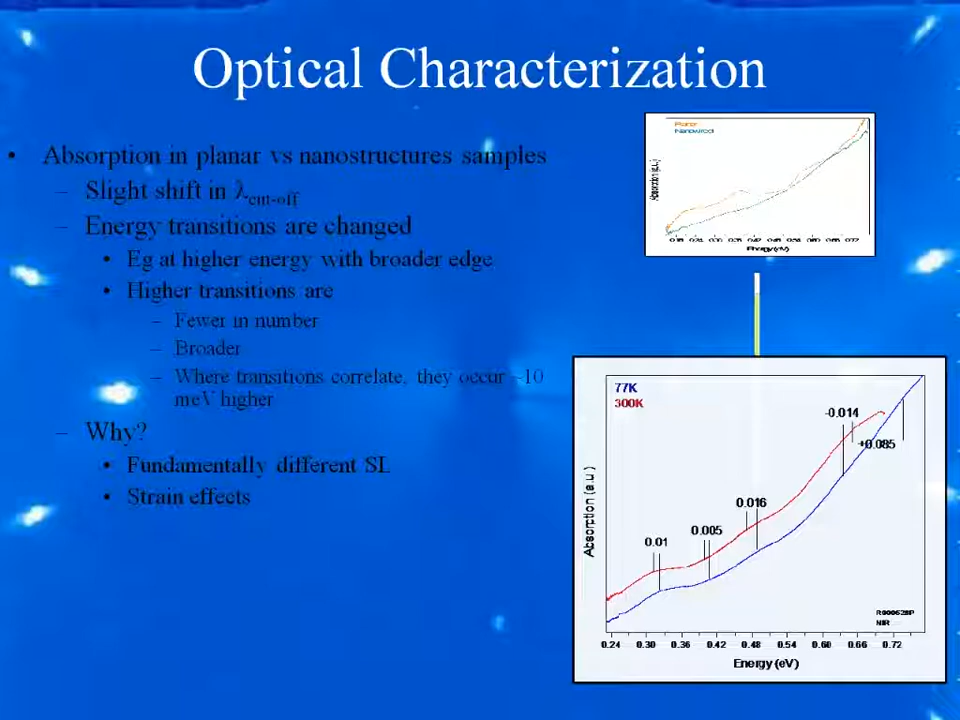 Optical Characterization
• Absorption in planar vs nanostructures samples
– Slight shift in λcut-off
– Energy transitions are changed
• Eg at higher energy with broader edge
• Higher transitions are
– Fewer in number
– Broader
– Where transitions correlate, they occur ~10
meV higher
– Why?
• Fundamentally different SL
• Strain effects
Absorption (a.u.)
Energy (eV)
77K
300K
-0.014
+0.085
0.016
0.005
0.01
Absorption (a.u.)
NIR
0.24 0.30 0.36 0.42 0.48 0.54 0.60 0.66 0.72
Energy (eV)